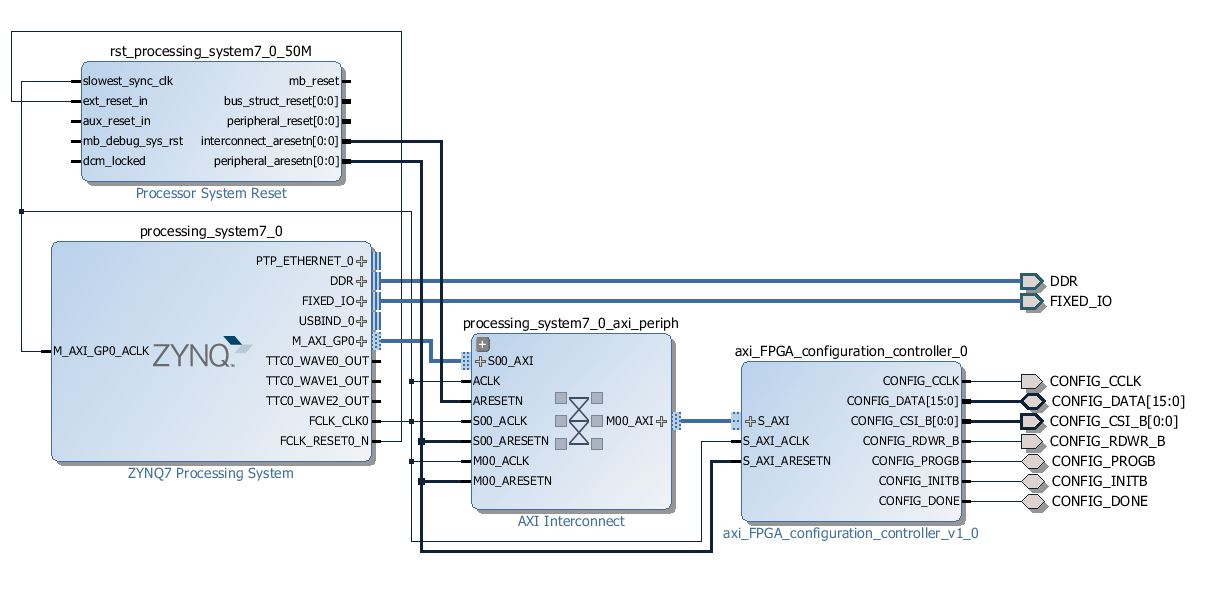 rst_processing_system7_0_50M
slowest_sync_clk
ext_reset_in
aux_reset_in
mb_debug_sys_rst
dcm_locked
mb_reset
bus_struct_reset[0:0]
peripheral_reset[0:0]
interconnect_aresetn[0:0]
peripheral_aresetn[0:0]
Processor System Reset
processing_system7_0
M_AXI_GP0_ACLK
ZYNQ
PTP_ETHERNET_0
DDR
FIXED_IO
USBIND_0
M_AXI_GP0
TTC0_WAVE0_OUT
TTC0_WAVE1_OUT
TTC0_WAVE2_OUT
FCLK_CLK0
FCLK_RESET0_N
ZYNQ7 Processing System
processing_system7_0_axi_periph
S00_AXI
ACLK
ARESETN
S00_ACLK
S00_ARESETN
M00_ACLK
M00_ARESETN
M00_AXI
AXI Interconnect
axi_FPGA_configuration_controller_0
S_AXI
S_AXI_ACLK
S_AXI_ARESETN
CONFIG_CCLK
CONFIG_DATA[15:0]
CONFIG_CSI_B[0:0]
CONFIG_RDWR_B
CONFIG_PROGB
CONFIG_INITB
CONFIG_DONE
axi_FPGA_configuration_controller_v1_0
DDR
FIXED_IO
CONFIG_CCLK
CONFIG_DATA[15:0]
CONFIG_CSI_B[0:0]
CONFIG_RDWR_B
CONFIG_PROGB
CONFIG_INITB
CONFIG_DONE